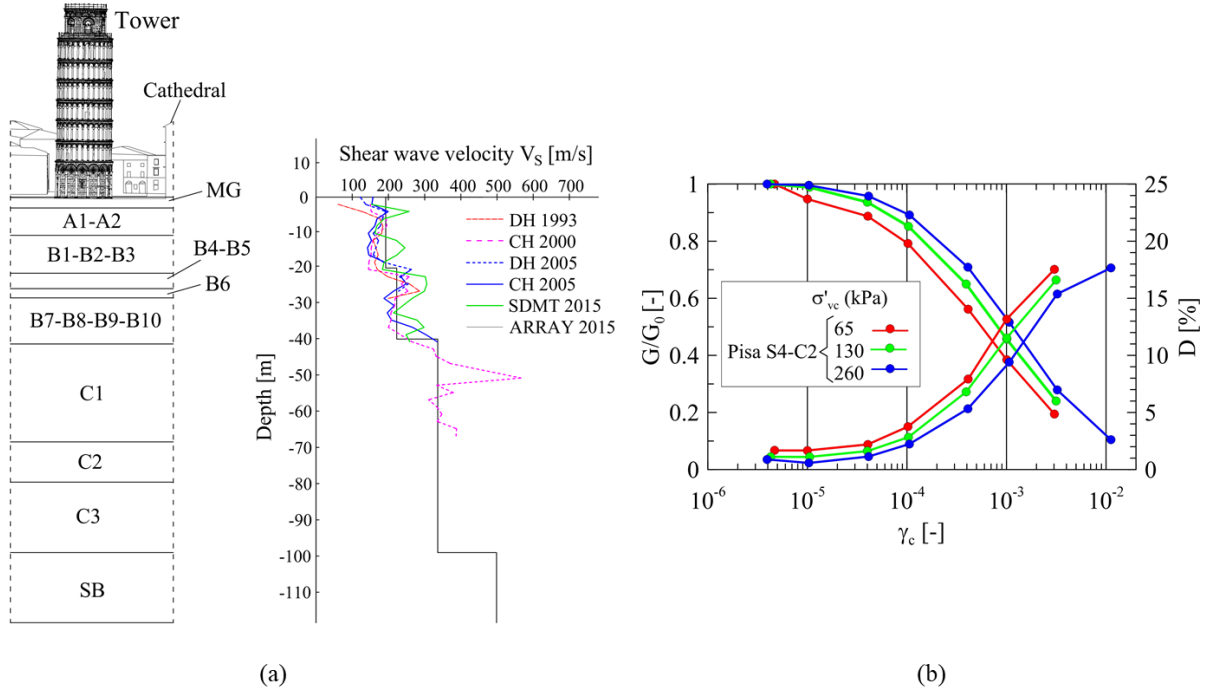 Tower
Cathedral
MG
A1-A2
B1-B2-B3
B4-B5
B6
B7-B8-B9-B10
C1
C2
C3
SB
Shear wave velocity V_S [m/s]
100 200 300 400 500 600 700
Depth [m]
10
0
-10
-20
-30
-40
-50
-60
-70
-80
-90
-100
-110
DH 1993
CH 2000
DH 2005
CH 2005
SDMT 2015
ARRAY 2015
(a)
G/G_0 [-]
1
0.8
0.6
0.4
0.2
0
σ'_vc (kPa)
Pisa S4-C2
65
130
260
25
20
15
10
5
0
D [%]
10^-6 10^-5 10^-4 10^-3 10^-2
γ_c [-]
(b)